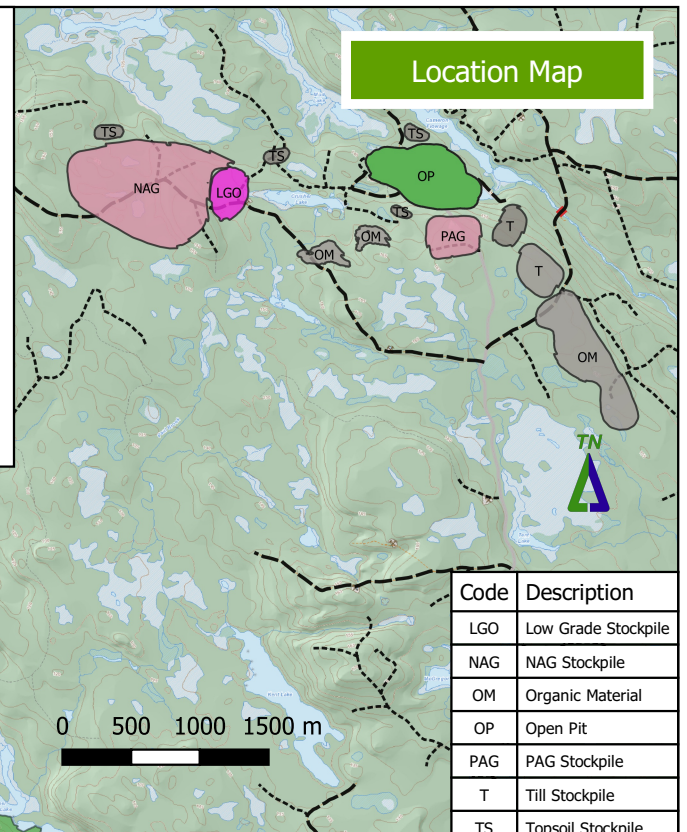 Location Map
TS
TS
TS
NAG
LGO
OP
TS
T
OM
PAG
OM
T
OM
TN
Code Description
LGO Low Grade Stockpile
NAG NAG Stockpile
OM Organic Material
OP Open Pit
PAG PAG Stockpile
T Till Stockpile
TS Topsoil Stockpile
0 500 1000 1500 m